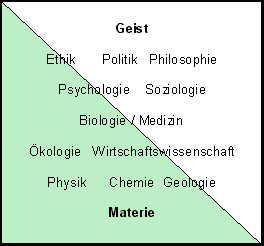 Geist
Ethik Politik Philosophie
Psychologie Soziologie
Biologie / Medizin
Ökologie Wirtschaftswissenschaft
Physik Chemie Geologie
Materie